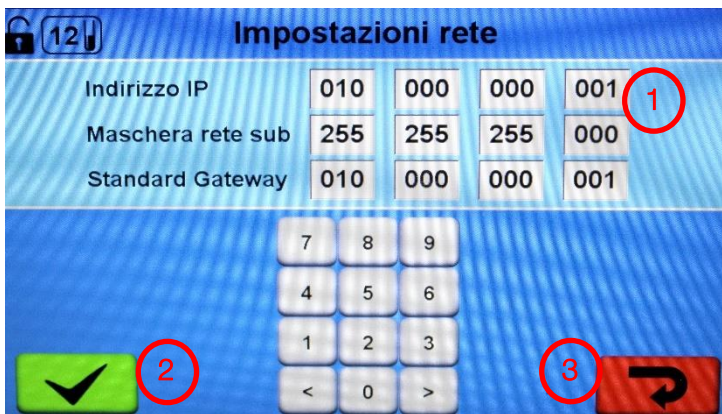 12 Impostazioni rete
Indirizzo IP 010 000 000 001 1
Maschera rete sub 255 255 255 000
Standard Gateway 010 000 000 001
7 8 9
4 5 6
1 2 3
2 3
< 0 >